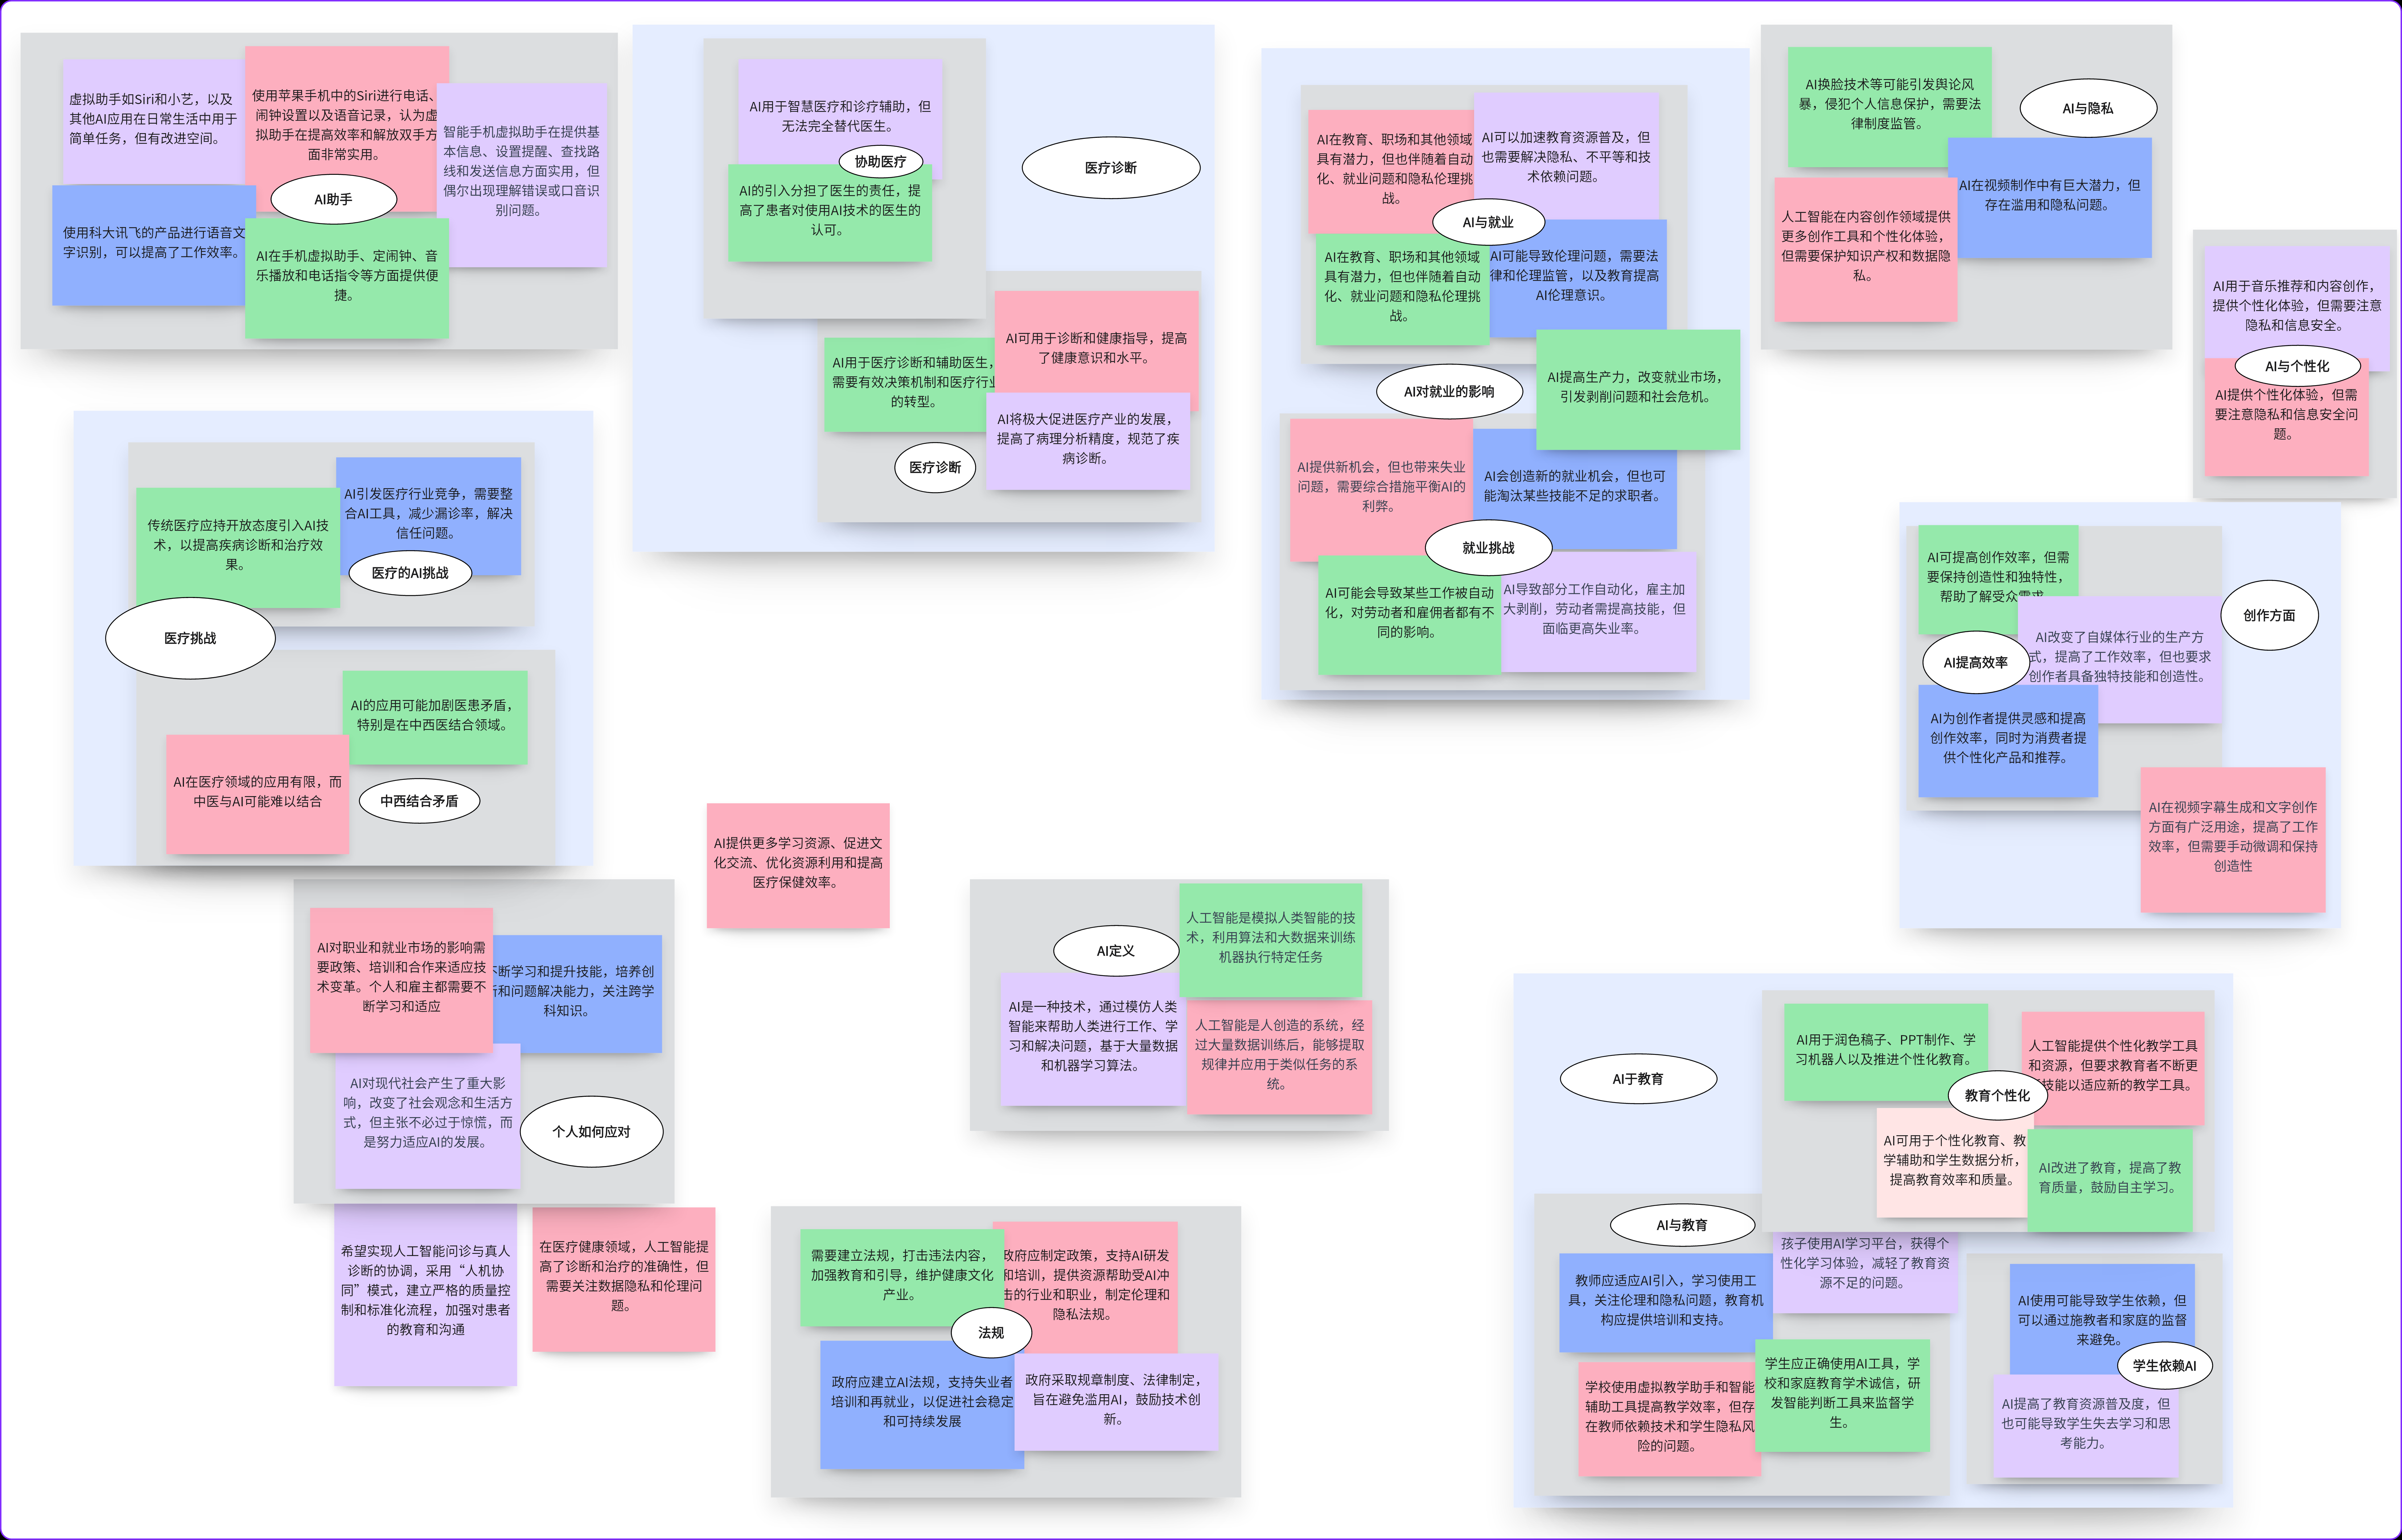 虚拟助手如Siri和小艺，以及
其他AI应用在日常生活中用于
简单任务，但有改进空间。
使用苹果手机中的Siri进行电话、
闹钟设置以及语音记录，认为虚
拟助手在提高效率和解放双手方
面非常实用。
智能手机虚拟助手在提供基
本信息、设置提醒、查找路
线和发送信息方面实用，但
偶尔出现理解错误或口音识
别问题。
AI助手
使用科大讯飞的产品进行语音文
字识别，可以提高了工作效率。
AI在手机虚拟助手、定闹钟、音
乐播放和电话指令等方面提供便
捷。
AI用于智慧医疗和诊疗辅助，但
无法完全替代医生。
协助医疗
AI的引入分担了医生的责任，提
高了患者对使用AI技术的医生的
认可。
医疗诊断
AI可用于诊断和健康指导，提高
了健康意识和水平。
AI用于医疗诊断和辅助医生，
需要有效决策机制和医疗行业
的转型。
AI将极大促进医疗产业的发展，
提高了病理分析精度，规范了疾
病诊断。
医疗诊断
AI在教育、职场和其他领域
具有潜力，但也伴随着自动
化、就业问题和隐私伦理挑
战。
AI可以加速教育资源普及，但
也需要解决隐私、不平等和技
术依赖问题。
AI与就业
AI在教育、职场和其他领域
具有潜力，但也伴随着自动
化、就业问题和隐私伦理挑
战。
AI可能导致伦理问题，需要法
律和伦理监管，以及教育提高
AI伦理意识。
AI对就业的影响
AI提高生产力，改变就业市场，
引发剥削问题和社会危机。
AI提供新机会，但也带来失业
问题，需要综合措施平衡AI的
利弊。
AI会创造新的就业机会，但也可
能淘汰某些技能不足的求职者。
就业挑战
AI可能会导致某些工作被自动
化，对劳动者和雇佣者都有不
同的影响。
AI导致部分工作自动化，雇主加
大剥削，劳动者需提高技能，但
面临更高失业率。
AI换脸技术等可能引发舆论风
暴，侵犯个人信息保护，需要法
律制度监管。
AI与隐私
AI在视频制作中有巨大潜力，但
存在滥用和隐私问题。
人工智能在内容创作领域提供
更多创作工具和个性化体验，
但需要保护知识产权和数据隐
私。
AI用于音乐推荐和内容创作，
提供个性化体验，但需要注意
隐私和信息安全。
AI与个性化
AI提供个性化体验，但需
要注意隐私和信息安全问
题。
AI引发医疗行业竞争，需要整
合AI工具，减少漏诊率，解决
信任问题。
传统医疗应持开放态度引入AI技
术，以提高疾病诊断和治疗效
果。
医疗的AI挑战
医疗挑战
AI的应用可能加剧医患矛盾，
特别是在中西医结合领域。
AI在医疗领域的应用有限，而
中医与AI可能难以结合
中西结合矛盾
AI可提高创作效率，但需
要保持创造性和独特性，
帮助了解受众
创作方面
AI改变了自媒体行业的生产方
式，提高了工作效率，但也要求
创作者具备独特技能和创造性。
AI提高效率
AI为创作者提供灵感和提高
创作效率，同时为消费者提
供个性化产品和推荐。
AI在视频字幕生成和文字创作
方面有广泛用途，提高了工作
效率，但需要手动微调和保持
创造性
AI提供更多学习资源、促进文
化交流、优化资源利用和提高
医疗保健效率。
AI对职业和就业市场的影响需
要政策、培训和合作来适应技
术变革。个人和雇主都需要不
断学习和适应
断学习和提升技能，培养创
和问题解决能力，关注跨学
科知识。
AI对现代社会产生了重大影
响，改变了社会观念和生活方
式，但主张不必过于惊慌，而
是努力适应AI的发展。
个人如何应对
希望实现人工智能问诊与真人
诊断的协调，采用“人机协
同”模式，建立严格的质量控
制和标准化流程，加强对患者
的教育和沟通
在医疗健康领域，人工智能提
高了诊断和治疗的准确性，但
需要关注数据隐私和伦理问
题。
AI定义
人工智能是模拟人类智能的技
术，利用算法和大数据来训练
机器执行特定任务
AI是一种技术，通过模仿人类
智能来帮助人类进行工作、学
习和解决问题，基于大量数据
和机器学习算法。
人工智能是人创造的系统，经
过大量数据训练后，能够提取
规律并应用于类似任务的系
统。
需要建立法规，打击违法内容，
加强教育和引导，维护健康文化
产业。
政府应制定政策，支持AI研发
和培训，提供资源帮助受AI冲
击的行业和职业，制定伦理和
隐私法规。
法规
政府应建立AI法规，支持失业者
培训和再就业，以促进社会稳定
和可持续发展
政府采取规章制度、法律制定，
旨在避免滥用AI，鼓励技术创
新。
AI于教育
AI用于润色稿子、PPT制作、学
习机器人以及推进个性化教育。
人工智能提供个性化教学工具
和资源，但要求教育者不断更
技能以适应新的教学工具。
教育个性化
AI可用于个性化教育、教
学辅助和学生数据分析，
提高教育效率和质量。
AI改进了教育，提高了教
育质量，鼓励自主学习。
AI与教育
孩子使用AI学习平台，获得个
性化学习体验，减轻了教育资
源不足的问题。
教师应适应AI引入，学习使用工
具，关注伦理和隐私问题，教育机
构应提供培训和支持。
学校使用虚拟教学助手和智能
辅助工具提高教学效率，但存
在教师依赖技术和学生隐私风
险的问题。
学生应正确使用AI工具，学
校和家庭教育学术诚信，研
发智能判断工具来监督学
生。
AI使用可能导致学生依赖，但
可以通过施教者和家庭的监督
来避免。
学生依赖AI
AI提高了教育资源普及度，但
也可能导致学生失去学习和思
考能力。